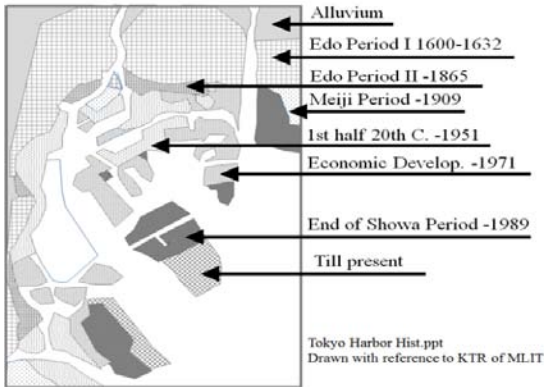 Alluvium
Edo Period I 1600-1632
Edo Period II -1865
Meiji Period -1909
1st half 20th C. -1951
Economic Develop. -1971
End of Showa Period -1989
Till present
Tokyo Harbor Hist.ppt
Drawn with reference to KTR of MLIT